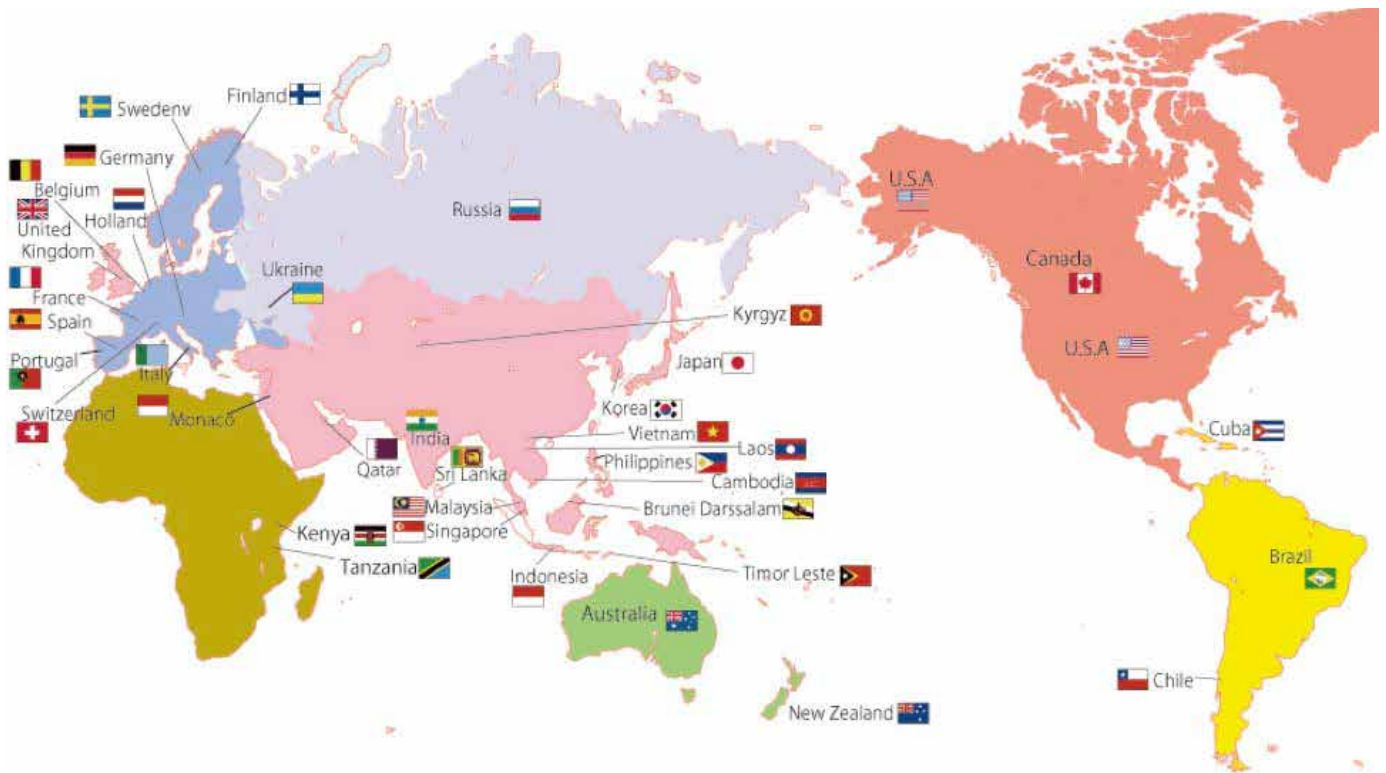 Finland
Swedenv
Germany
Belgium
Holland
United
Kingdom
France
Spain
Portugal
Italy
Switzerland
Monaco
Ukraine
Russia
U.S.A
Canada
U.S.A
Kyrgyz
Japan
Korea
Vietnam
Laos
Philippines
Cambodia
India
Qatar
Sri Lanka
Malaysia
Singapore
Brunei Darssalam
Cuba
Kenya
Tanzania
Indonesia
Timor Leste
Brazil
Australia
Chile
New Zealand